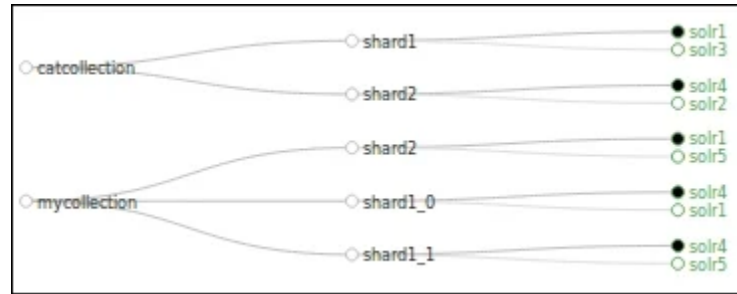 catcollection
shard1
solr1
solr3
shard2
solr4
solr2
mycollection
shard2
solr1
solr5
shard1_0
solr4
solr1
shard1_1
solr4
solr5